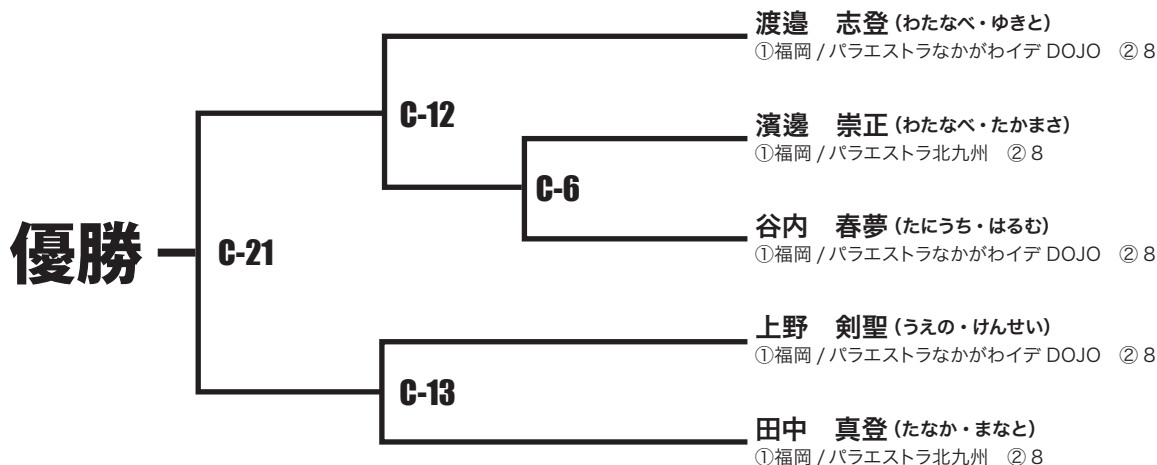 渡邉　志登（わたなべ・ゆきと）
①福岡 / パラエストラなかがわイデ DOJO　② 8
C-12
濱邉　崇正（わたなべ・たかまさ）
①福岡 / パラエストラ北九州　② 8
C-6
谷内　春夢（たにうち・はるむ）
①福岡 / パラエストラなかがわイデ DOJO　② 8
優勝
C-21
上野　剣聖（うえの・けんせい）
①福岡 / パラエストラなかがわイデ DOJO　② 8
C-13
田中　真登（たなか・まなと）
①福岡 / パラエストラ北九州　② 8